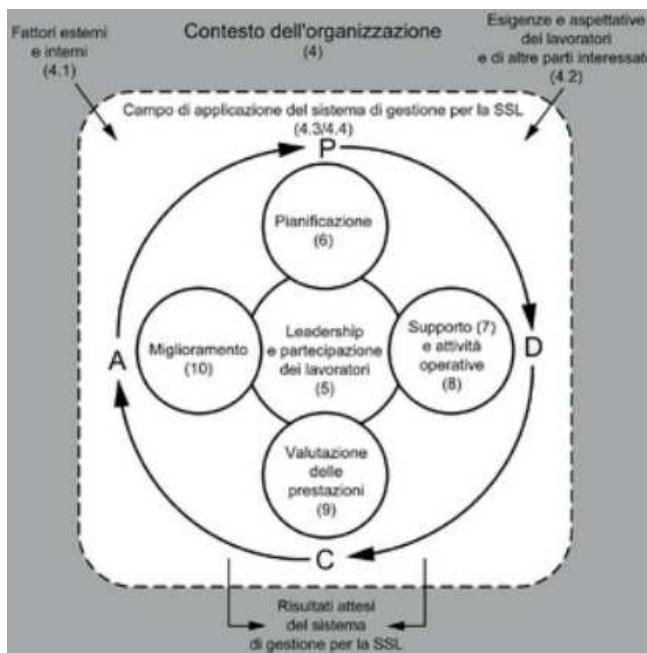 Fattori esterni
e interni
(4.1)
Contesto dell'organizzazione
(4)
Esigenze e aspettative
dei lavoratori
e di altre parti interessate
(4.2)
Campo di applicazione del sistema di gestione per la SSL
(4.3/4.4)
P
Pianificazione
(6)
A
Miglioramento
(10)
Leadership
e partecipazione
dei lavoratori
(5)
Supporto (7)
e attività
operative
(8)
D
Valutazione
delle
prestazioni
(9)
C
Risultati attesi
del sistema
di gestione per la SSL